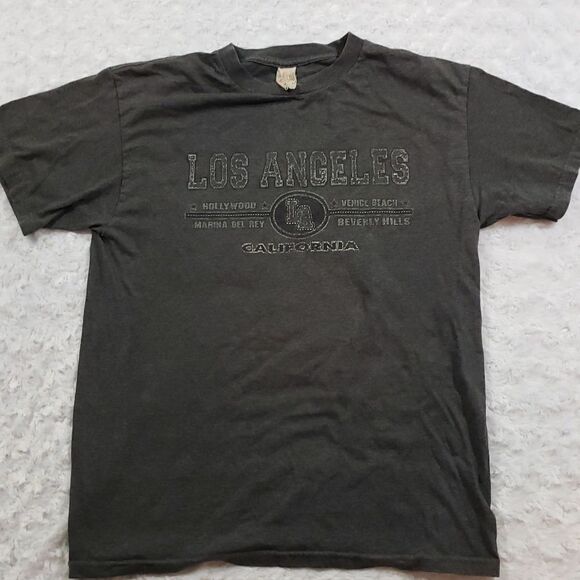 LOS ANGELES
HOLLYWOOD LA VENICE BEACH
MARINA DEL REY BEVERLY HILLS
CALIFORNIA